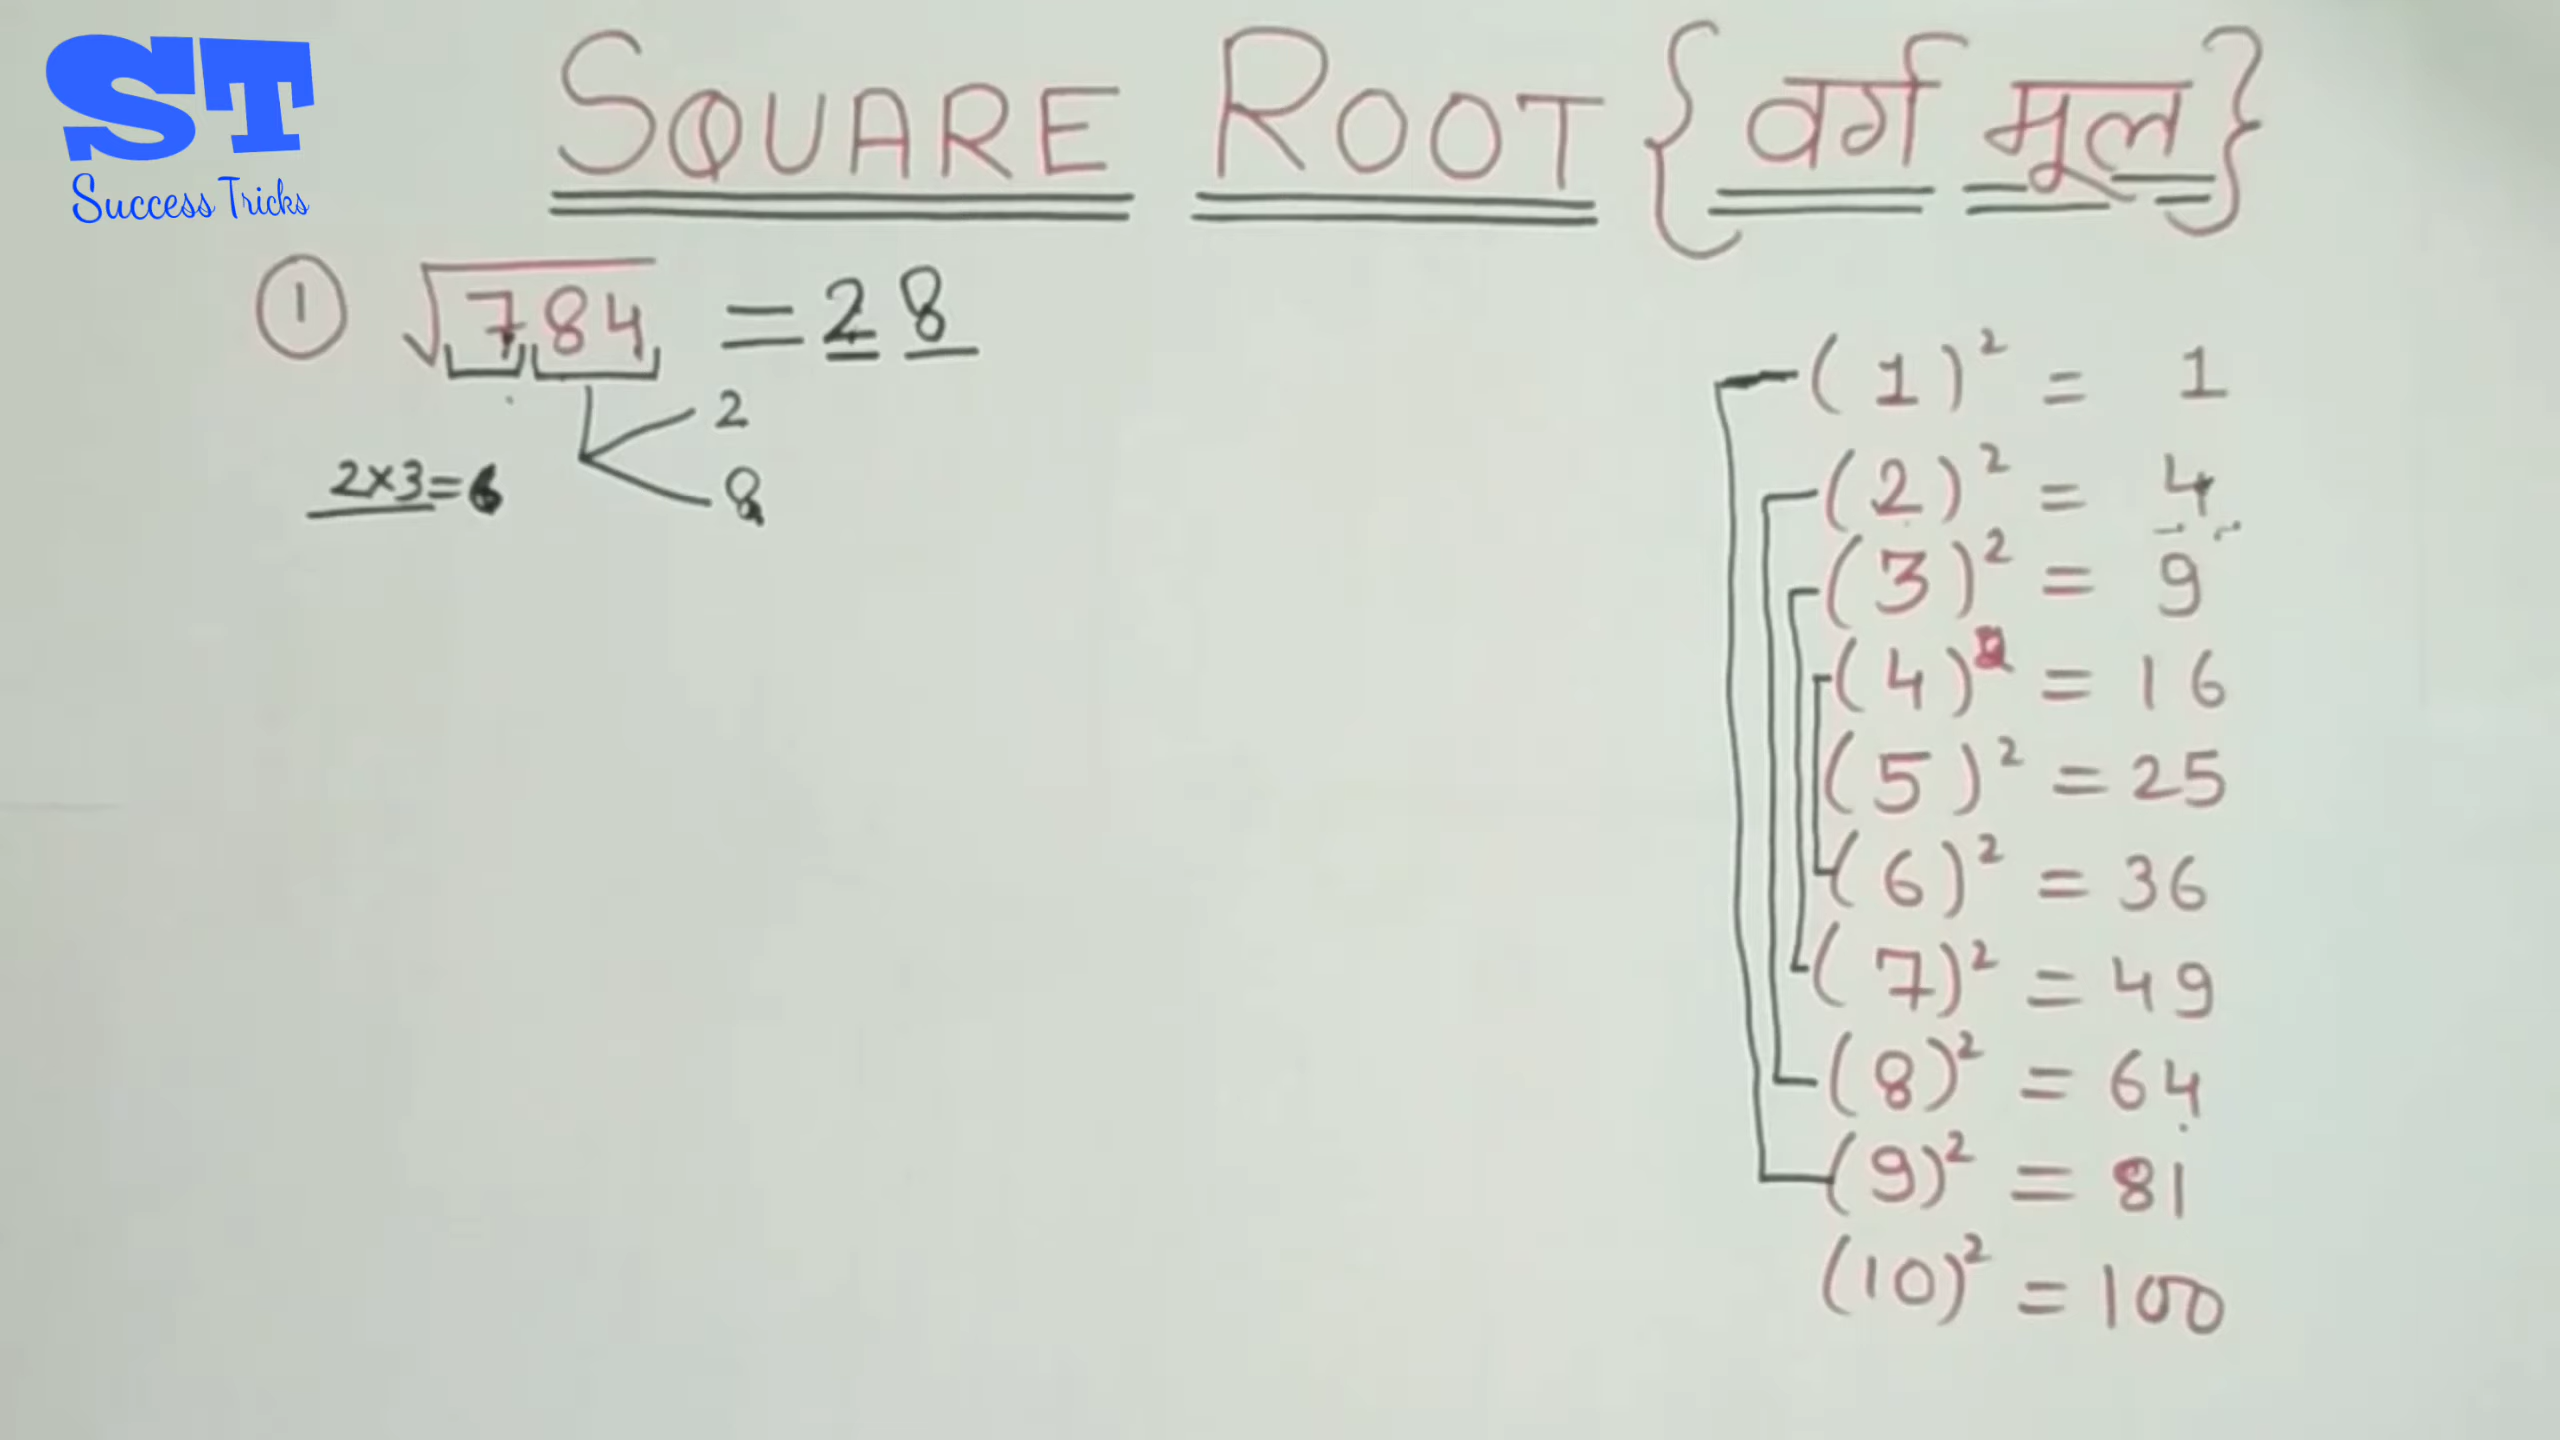 ST
Success Tricks
SQUARE ROOT {वर्ग मूल}
① √784 = 28
2
8
2×3=6
(1)² = 1
(2)² = 4
(3)² = 9
(4)² = 16
(5)² = 25
(6)² = 36
(7)² = 49
(8)² = 64
(9)² = 81
(10)² = 100